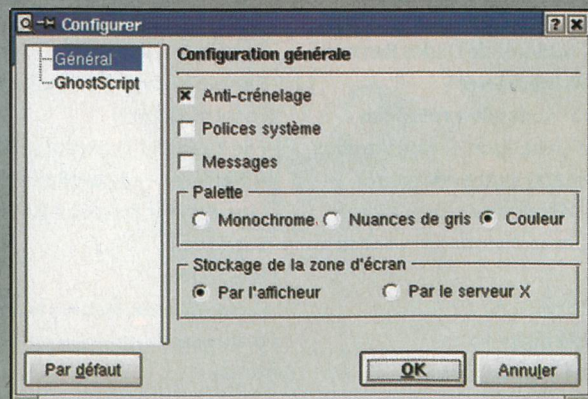 Configurer
Général
GhostScript
Configuration générale
Anti-crénelage
Polices système
Messages
Palette
Monochrome
Nuances de gris
Couleur
Stockage de la zone d'écran
Par l'afficheur
Par le serveur X
Par défaut
OK
Annuler